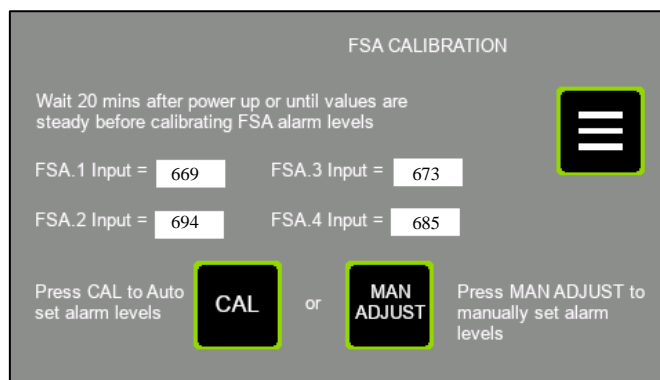 FSA CALIBRATION
Wait 20 mins after power up or until values are
steady before calibrating FSA alarm levels
FSA.1 Input = 669 FSA.3 Input = 673
FSA.2 Input = 694 FSA.4 Input = 685
Press CAL to Auto
set alarm levels
CAL
or
MAN
ADJUST
Press MAN ADJUST to
manually set alarm
levels